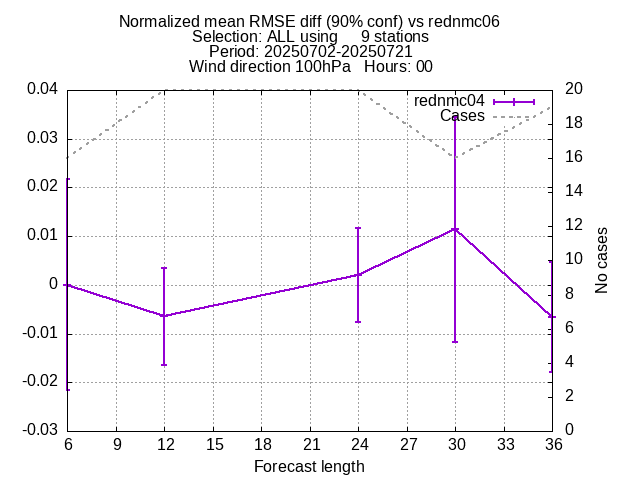 Normalized mean RMSE diff (90% conf) vs rednmc06
Selection: ALL using     9 stations
Period: 20250702-20250721
Wind direction 100hPa   Hours: 00
rednmc04
Cases
0.04
0.03
0.02
0.01
0
-0.01
-0.02
-0.03
20
18
16
14
12
10
8
6
4
2
0
No cases
6 9 12 15 18 21 24 27 30 33 36
Forecast length